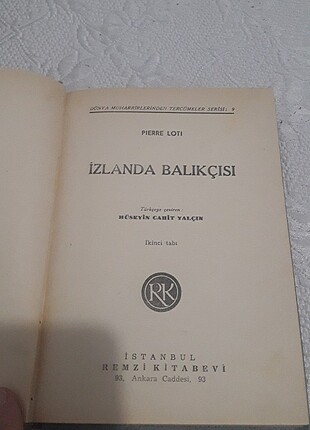 DÜNYA MUHARRİRLERİNDEN TERCÜMELER SERİSİ: 9
PIERRE LOTI
İZLANDA BALIKÇISI
Türkçeye çeviren :
HÜSEYİN CAHİT YALÇIN
İkinci tabı
RK
İSTANBUL
REMZİ KİTABEVİ
93, Ankara Caddesi, 93